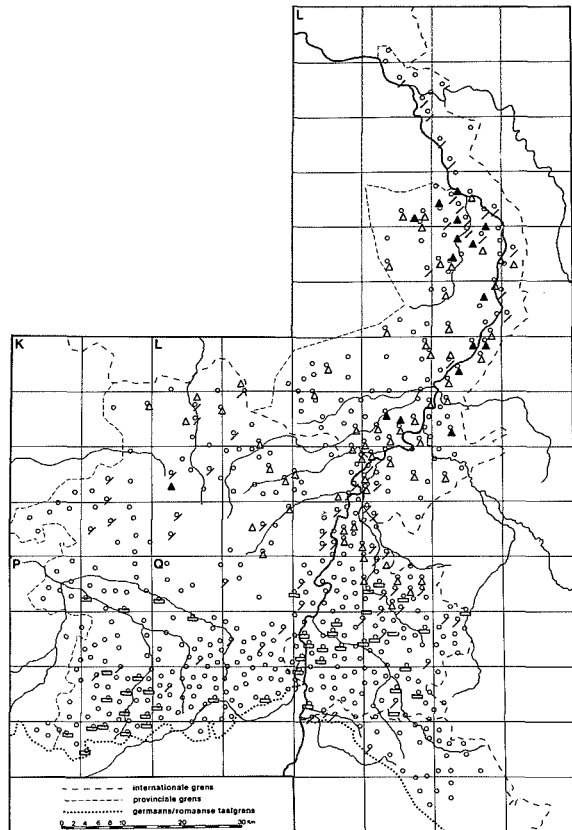 L
K
L
P
Q
internationale grens
provinciale grens
germaans/romaanse taalgrens
0 2 4 6 8 10 20 30 Km